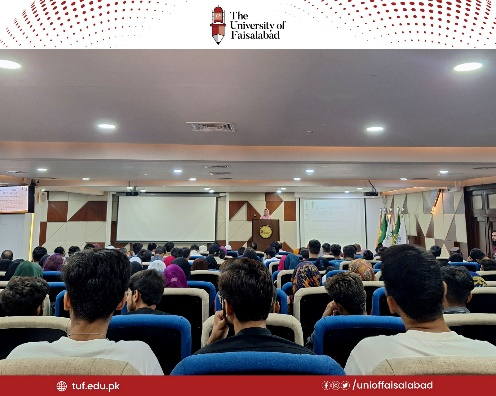 The
University of
Faisalabad
tuf.edu.pk
/unioffaisalabad